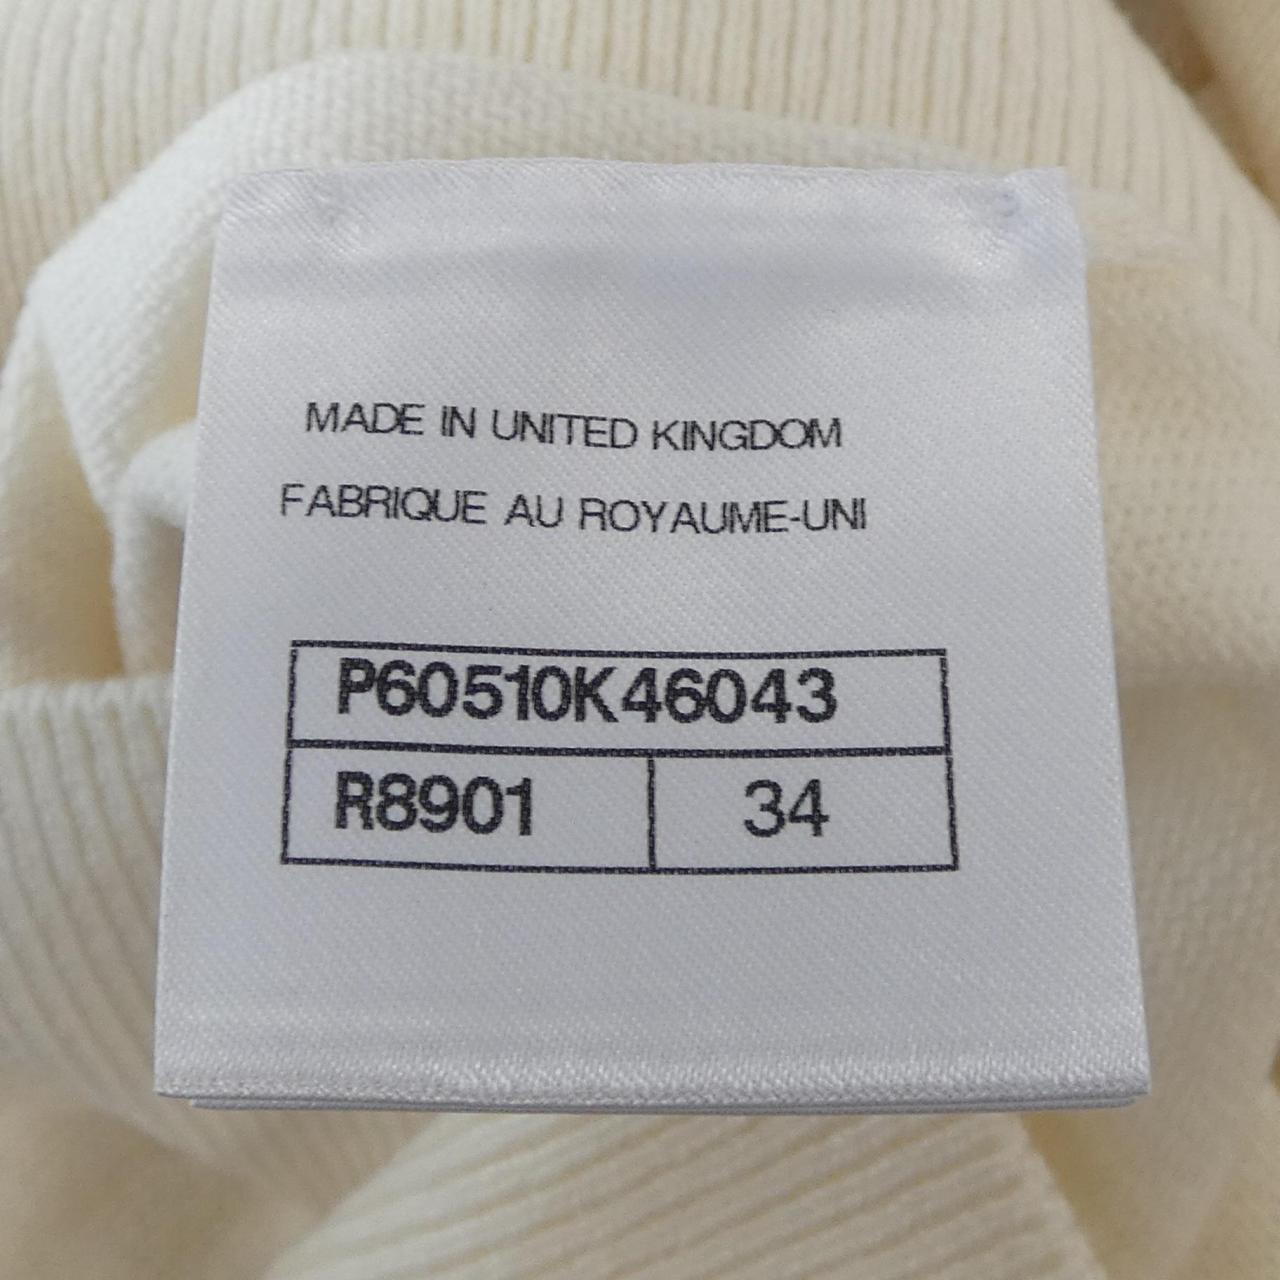 MADE IN UNITED KINGDOM
FABRIQUE AU ROYAUME-UNI
P60510K46043
R8901 34